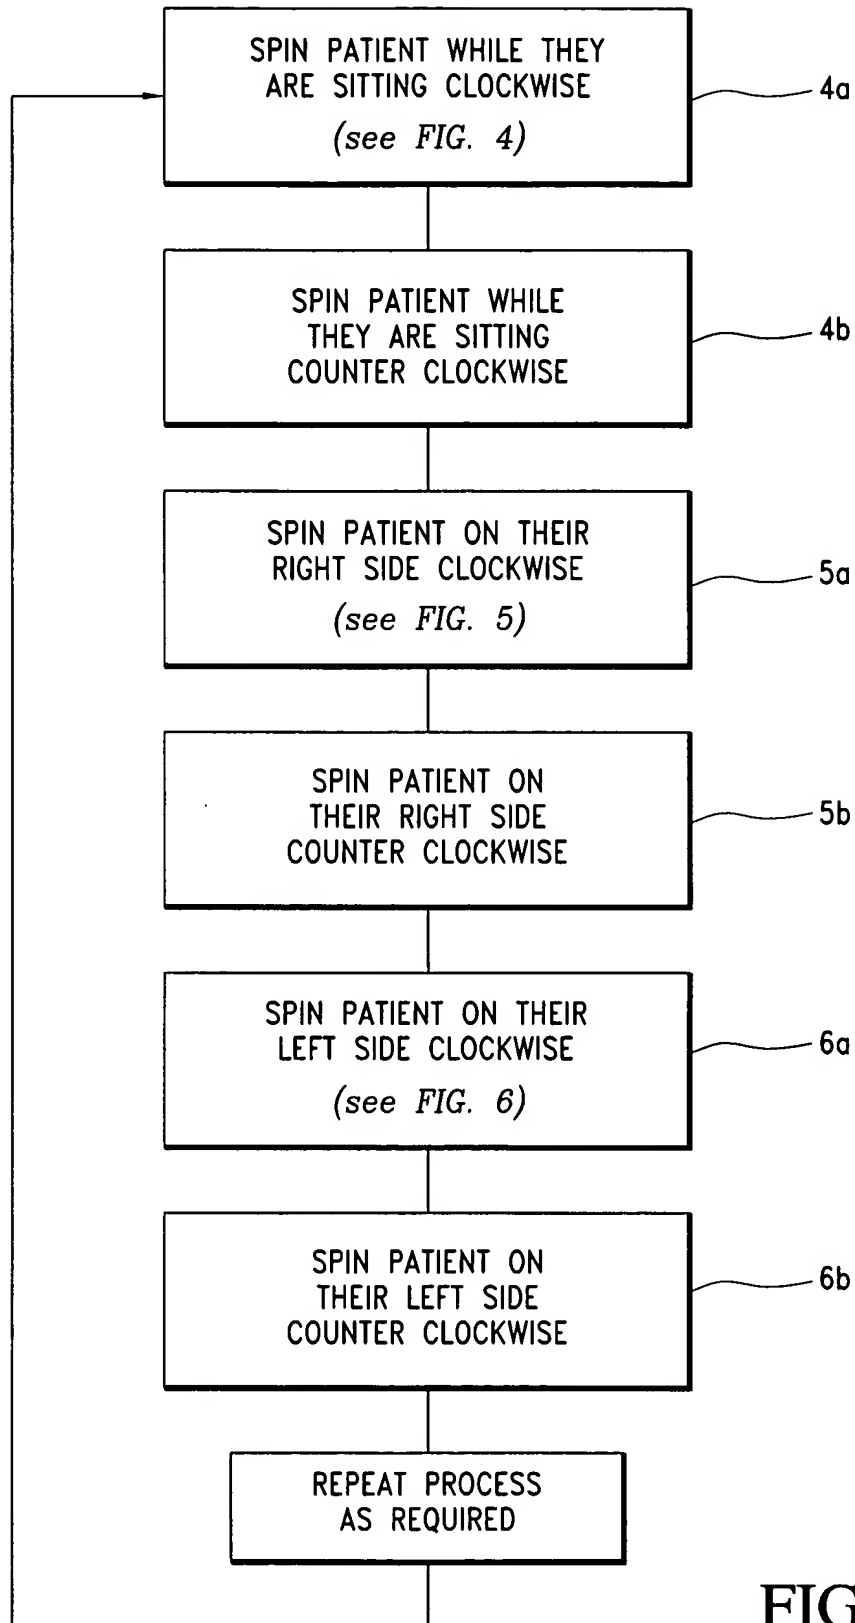 SPIN PATIENT WHILE THEY
ARE SITTING CLOCKWISE
(see FIG. 4)
4a
SPIN PATIENT WHILE
THEY ARE SITTING
COUNTER CLOCKWISE
4b
SPIN PATIENT ON THEIR
RIGHT SIDE CLOCKWISE
(see FIG. 5)
5a
SPIN PATIENT ON
THEIR RIGHT SIDE
COUNTER CLOCKWISE
5b
SPIN PATIENT ON THEIR
LEFT SIDE CLOCKWISE
(see FIG. 6)
6a
SPIN PATIENT ON
THEIR LEFT SIDE
COUNTER CLOCKWISE
6b
REPEAT PROCESS
AS REQUIRED
FIG